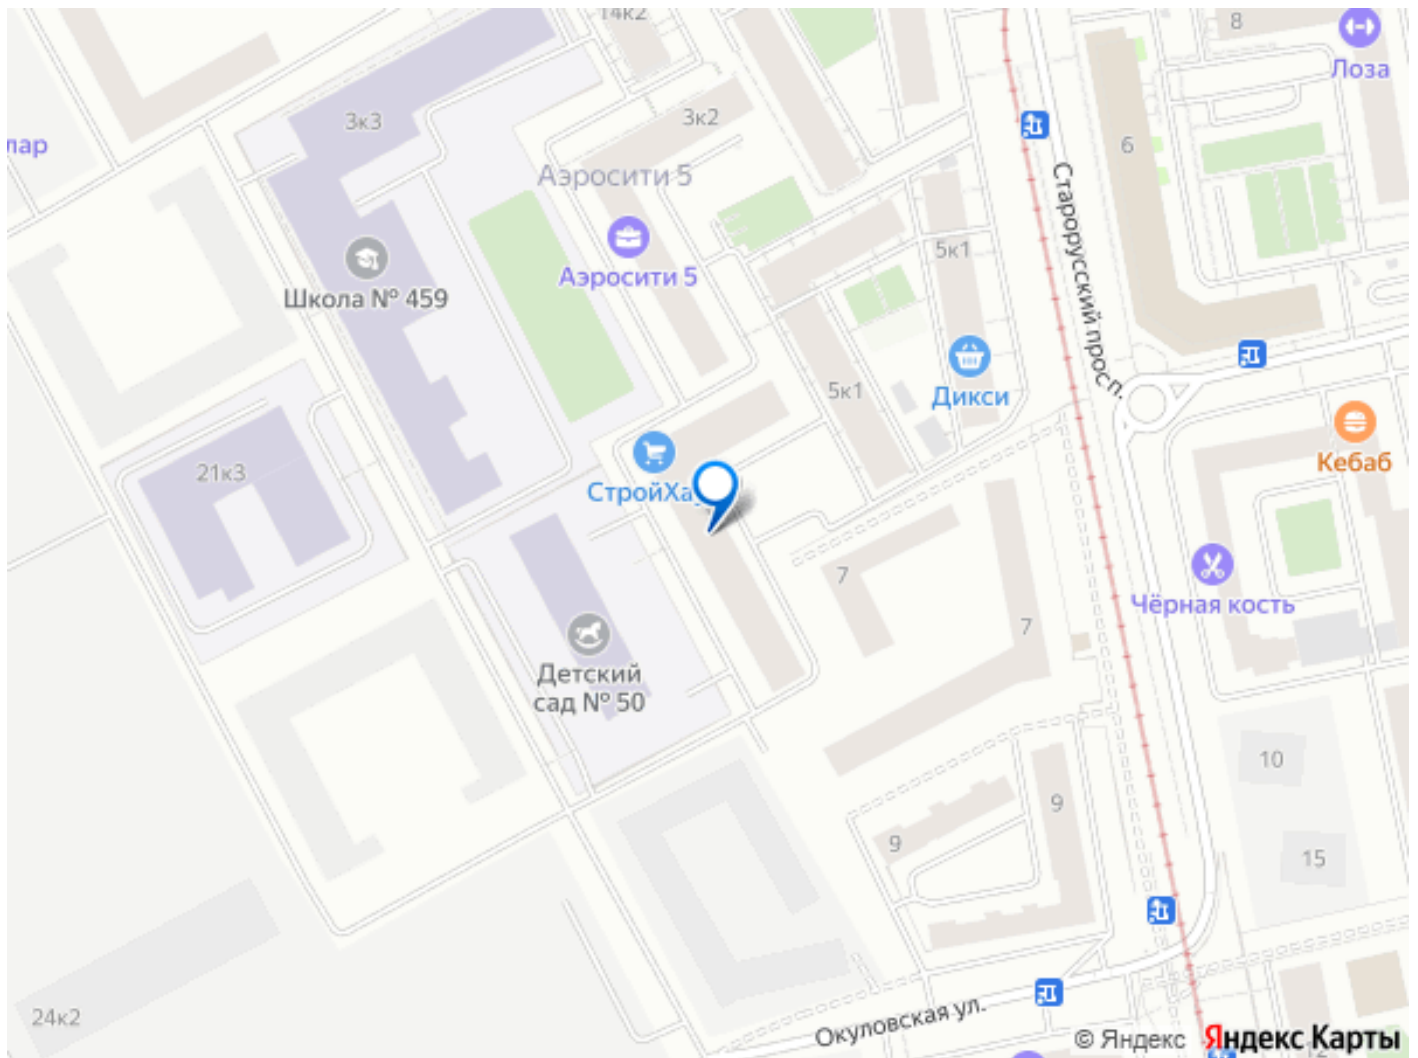 14к2
8
Лоза
3к3
3к2
6
лар
Аэросити 5
Старорусский просп.
Аэросити 5
5к1
Школа № 459
Дикси
5к1
21к3
СтройХа
Кебаб
7
Чёрная кость
7
Детский
сад № 50
10
9
9
15
24к2
Окуловская ул.
© Яндекс Яндекс Карты